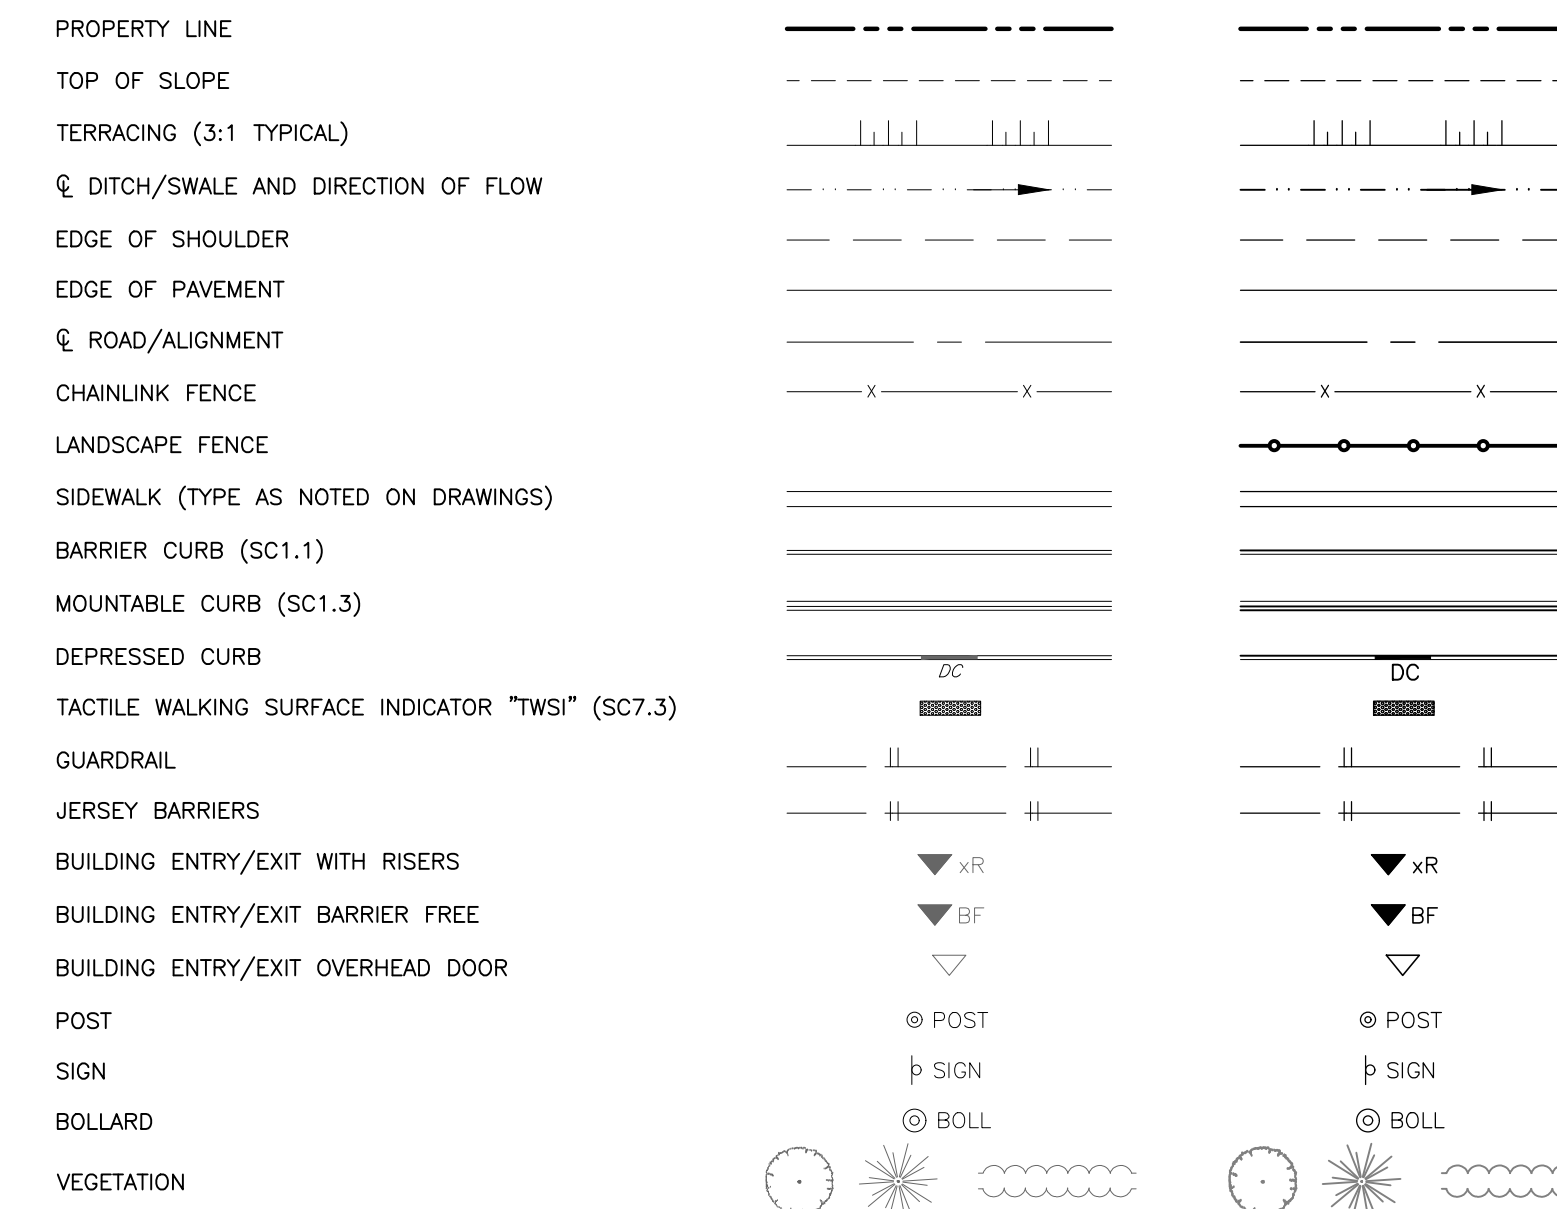 PROPERTY LINE
TOP OF SLOPE
TERRACING (3:1 TYPICAL)
℄ DITCH/SWALE AND DIRECTION OF FLOW
EDGE OF SHOULDER
EDGE OF PAVEMENT
℄ ROAD/ALIGNMENT
CHAINLINK FENCE X X X X
LANDSCAPE FENCE
SIDEWALK (TYPE AS NOTED ON DRAWINGS)
BARRIER CURB (SC1.1)
MOUNTABLE CURB (SC1.3)
DEPRESSED CURB DC DC
TACTILE WALKING SURFACE INDICATOR ”TWSI” (SC7.3)
GUARDRAIL
JERSEY BARRIERS
BUILDING ENTRY/EXIT WITH RISERS xR xR
BUILDING ENTRY/EXIT BARRIER FREE BF BF
BUILDING ENTRY/EXIT OVERHEAD DOOR
POST POST POST
SIGN SIGN SIGN
BOLLARD BOLL BOLL
VEGETATION